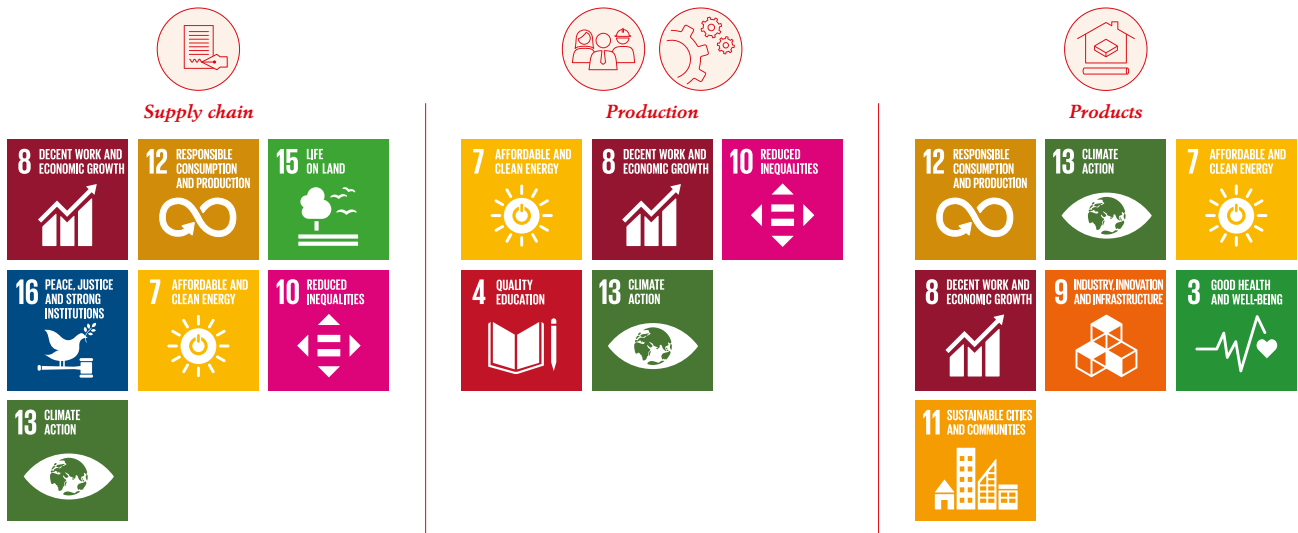 Supply chain
8 DECENT WORK AND
ECONOMIC GROWTH
12 RESPONSIBLE
CONSUMPTION
AND PRODUCTION
15 LIFE
ON LAND
16 PEACE, JUSTICE
AND STRONG
INSTITUTIONS
7 AFFORDABLE AND
CLEAN ENERGY
10 REDUCED
INEQUALITIES
13 CLIMATE
ACTION
Production
7 AFFORDABLE AND
CLEAN ENERGY
8 DECENT WORK AND
ECONOMIC GROWTH
10 REDUCED
INEQUALITIES
4 QUALITY
EDUCATION
13 CLIMATE
ACTION
Products
12 RESPONSIBLE
CONSUMPTION
AND PRODUCTION
13 CLIMATE
ACTION
7 AFFORDABLE AND
CLEAN ENERGY
8 DECENT WORK AND
ECONOMIC GROWTH
9 INDUSTRY, INNOVATION
AND INFRASTRUCTURE
3 GOOD HEALTH
AND WELL-BEING
11 SUSTAINABLE CITIES
AND COMMUNITIES